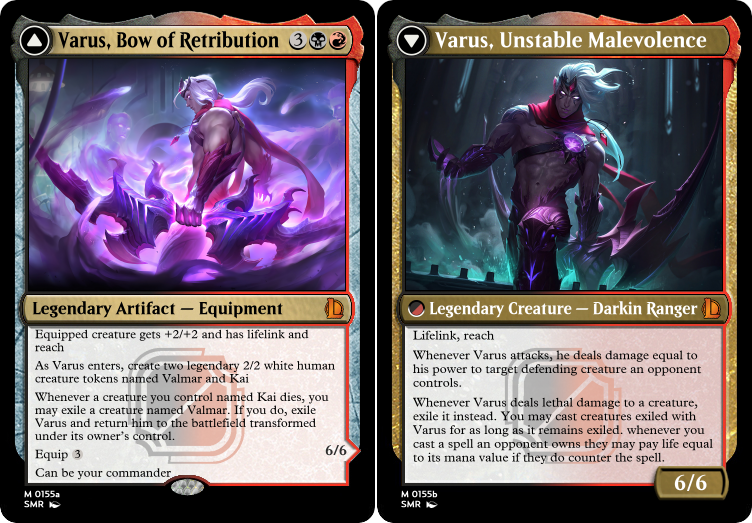 Varus, Bow of Retribution 3
Legendary Artifact — Equipment
Equipped creature gets +2/+2 and has lifelink and
reach
As Varus enters, create two legendary 2/2 white human
creature tokens named Valmar and Kai
Whenever a creature you control named Kai dies, you
may exile a creature named Valmar. If you do, exile
Varus and return him to the battlefield transformed
under its owner's control.
Equip 3
Can be your commander
6/6
M 0155a
SMR
Varus, Unstable Malevolence
Legendary Creature — Darkin Ranger
Lifelink, reach
Whenever Varus attacks, he deals damage equal to
his power to target defending creature an opponent
controls.
Whenever Varus deals lethal damage to a creature,
exile it instead. You may cast creatures exiled with
Varus for as long as it remains exiled. whenever you
cast a spell an opponent owns they may pay life equal
to its mana value if they do counter the spell.
6/6
M 0155b
SMR